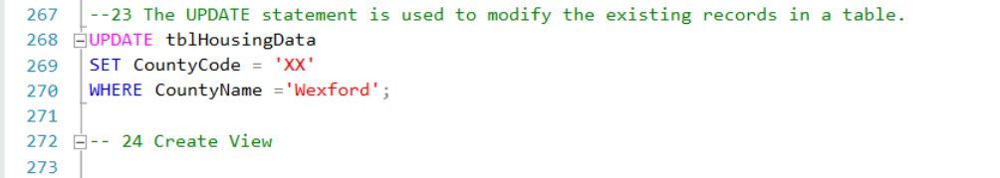 267 --23 The UPDATE statement is used to modify the existing records in a table.
268 UPDATE tblHousingData
269 SET CountyCode = 'XX'
270 WHERE CountyName ='Wexford';
271
272 -- 24 Create View
273